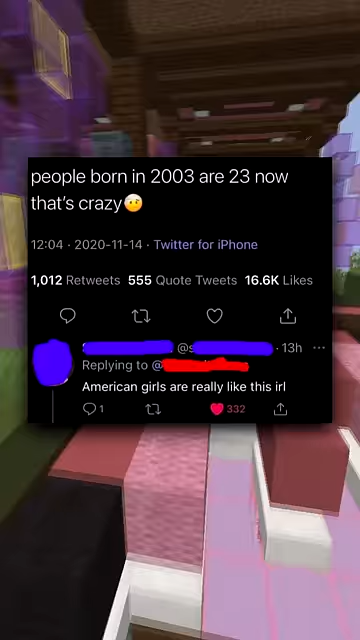 people born in 2003 are 23 now
that's crazy🤕
12:04 · 2020-11-14 · Twitter for iPhone
1,012 Retweets 555 Quote Tweets 16.6K Likes
· 13h ···
Replying to @
American girls are really like this irl
1 332